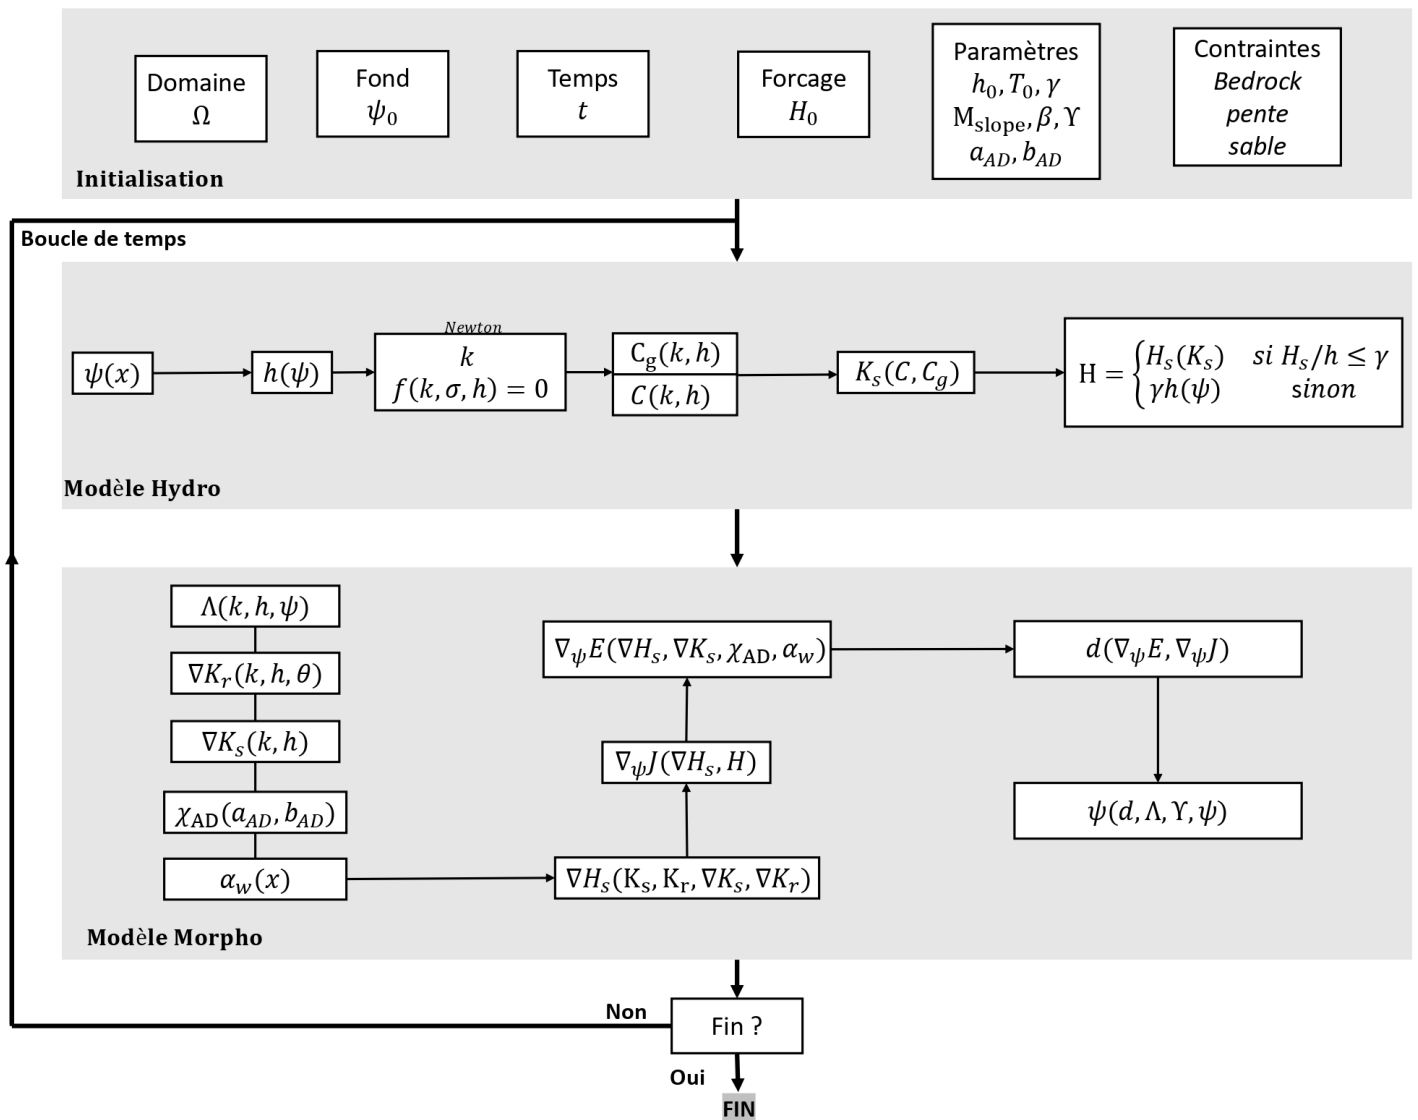 Domaine
Ω
Fond
ψ₀
Temps
t
Forcage
H₀
Paramètres
h₀, T₀, γ
M_slope, β, ϒ
a_AD, b_AD
Contraintes
Bedrock
pente
sable
Initialisation
Boucle de temps
ψ(x)
h(ψ)
Newton
k
f(k, σ, h) = 0
C_g(k, h)
C(k, h)
K_s(C, C_g)
H = { H_s(K_s) si H_s/h ≤ γ
γh(ψ) sinon
Modèle Hydro
Λ(k, h, ψ)
∇K_r(k, h, θ)
∇K_s(k, h)
χ_AD(a_AD, b_AD)
α_w(x)
∇H_s(K_s, K_r, ∇K_s, ∇K_r)
∇_ψJ(∇H_s, H)
∇_ψE(∇H_s, ∇K_s, χ_AD, α_w)
d(∇_ψE, ∇_ψJ)
ψ(d, Λ, ϒ, ψ)
Modèle Morpho
Non
Fin ?
Oui
FIN